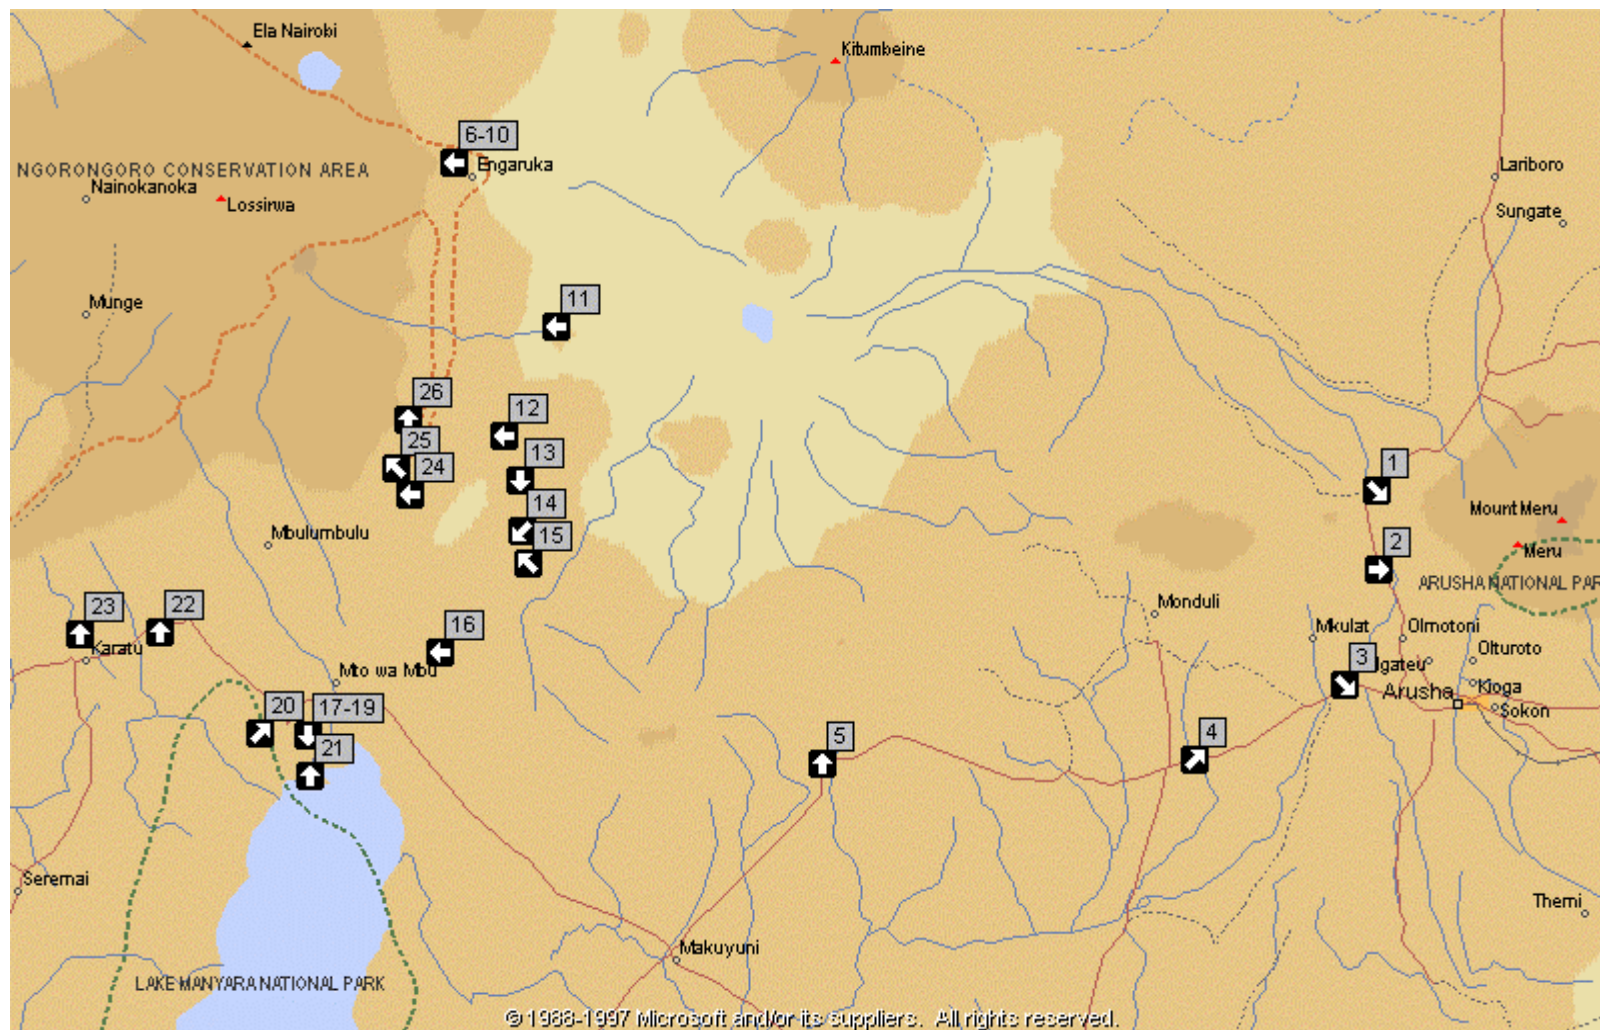 Ela Nairobi
Kitumbeine
6-10
Engaruka
NGORONGORO CONSERVATION AREA
Nainokanoka
Lossirwa
Lariboro
Sungate
Munge
11
26
12
25
24
13
14
15
1
Mount Meru
Meru
2
ARUSHA NATIONAL PAR
Mbulumbulu
23
22
16
Karatu
Mto wa Mbu
Monduli
Mkulat
Olmotoni
Olturoto
3
Igateu
Kioga
Arusha
Sokon
20
17-19
21
5
4
Seremai
Themi
Makuyuni
LAKE MANYARA NATIONAL PARK
© 1988-1997 Microsoft and/or its suppliers. All rights reserved.